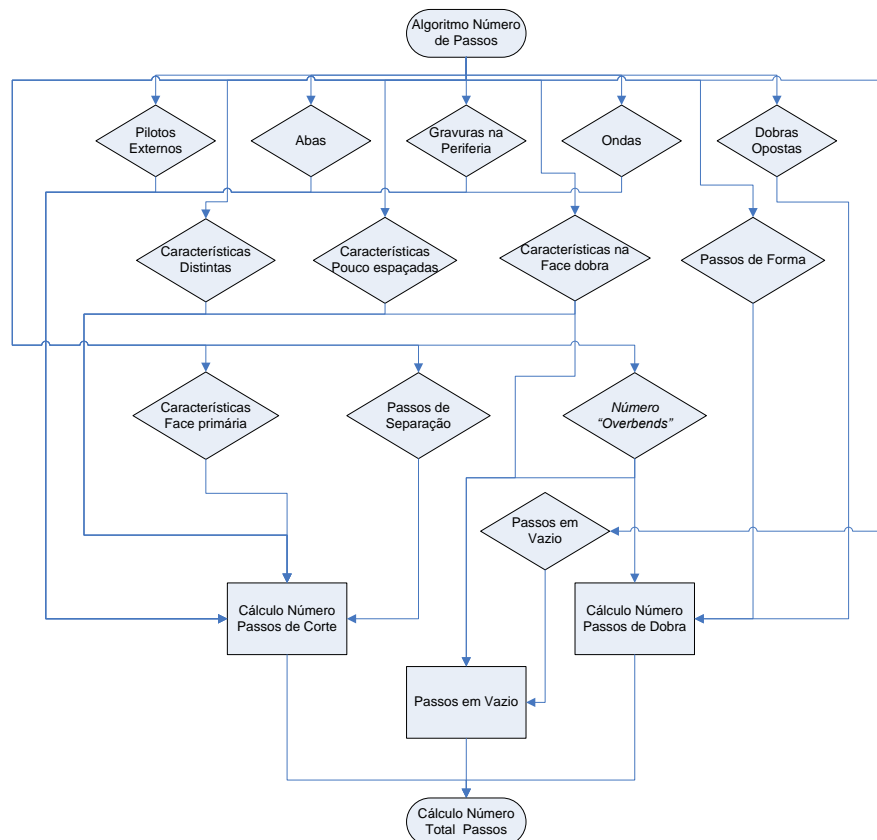 Algoritmo Número
de Passos
Pilotos
Externos
Abas
Gravuras na
Periferia
Ondas
Dobras
Opostas
Características
Distintas
Características
Pouco espaçadas
Características na
Face dobra
Passos de Forma
Características
Face primária
Passos de
Separação
Número
“Overbends”
Passos em
Vazio
Cálculo Número
Passos de Corte
Cálculo Número
Passos de Dobra
Passos em Vazio
Cálculo Número
Total Passos